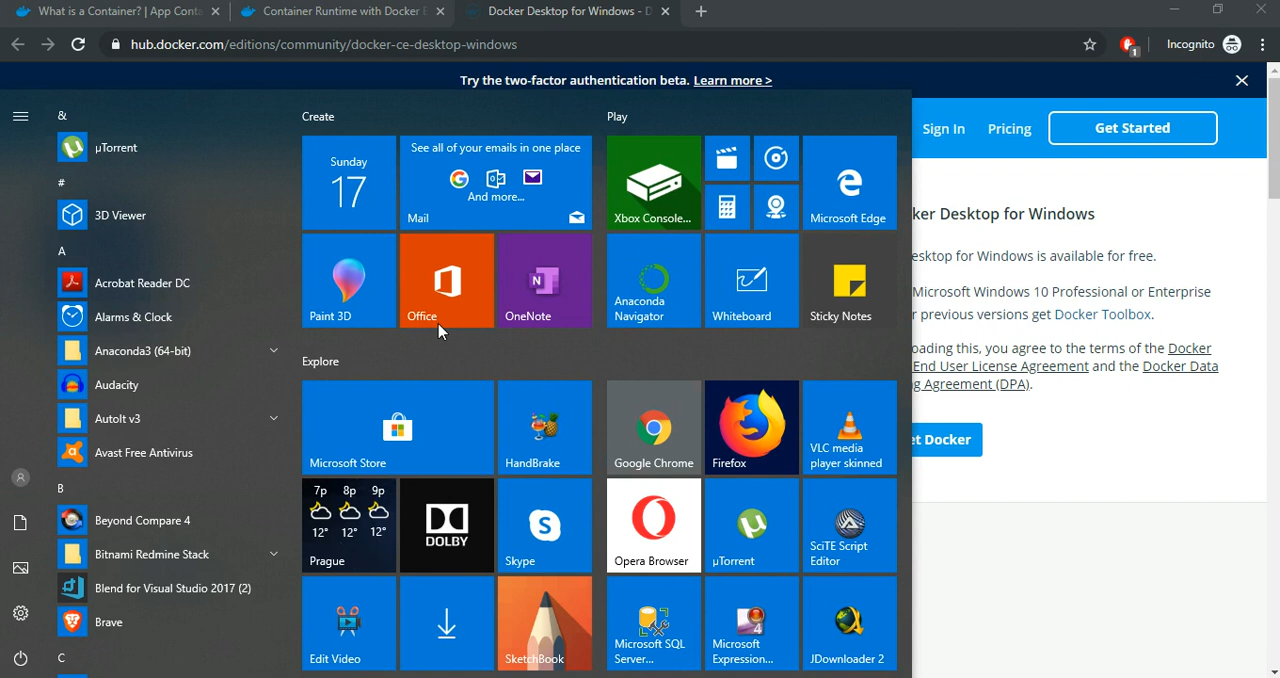 What is a Container? | App Conta
Container Runtime with Docker E
Docker Desktop for Windows - D
hub.docker.com/editions/community/docker-ce-desktop-windows
1
Incognito
Try the two-factor authentication beta. Learn more >
Sign In
Pricing
Get Started
&
µTorrent
#
3D Viewer
A
Acrobat Reader DC
Alarms & Clock
Anaconda3 (64-bit)
Audacity
AutoIt v3
Avast Free Antivirus
B
Beyond Compare 4
Bitnami Redmine Stack
Blend for Visual Studio 2017 (2)
Brave
C
Create
Sunday
17
See all of your emails in one place
And more...
Mail
Paint 3D
Office
OneNote
Explore
Microsoft Store
HandBrake
7p 8p 9p
12° 12° 12°
Prague
DOLBY
Skype
Edit Video
SketchBook
Play
Xbox Console...
Microsoft Edge
Anaconda
Navigator
Whiteboard
Sticky Notes
Google Chrome
Firefox
VLC media
player skinned
Opera Browser
µTorrent
SciTE Script
Editor
Microsoft SQL
Server...
Microsoft
Expression...
JDownloader 2
ker Desktop for Windows
esktop for Windows is available for free.
Microsoft Windows 10 Professional or Enterprise
r previous versions get Docker Toolbox.
oading this, you agree to the terms of the Docker
End User License Agreement and the Docker Data
g Agreement (DPA).
et Docker